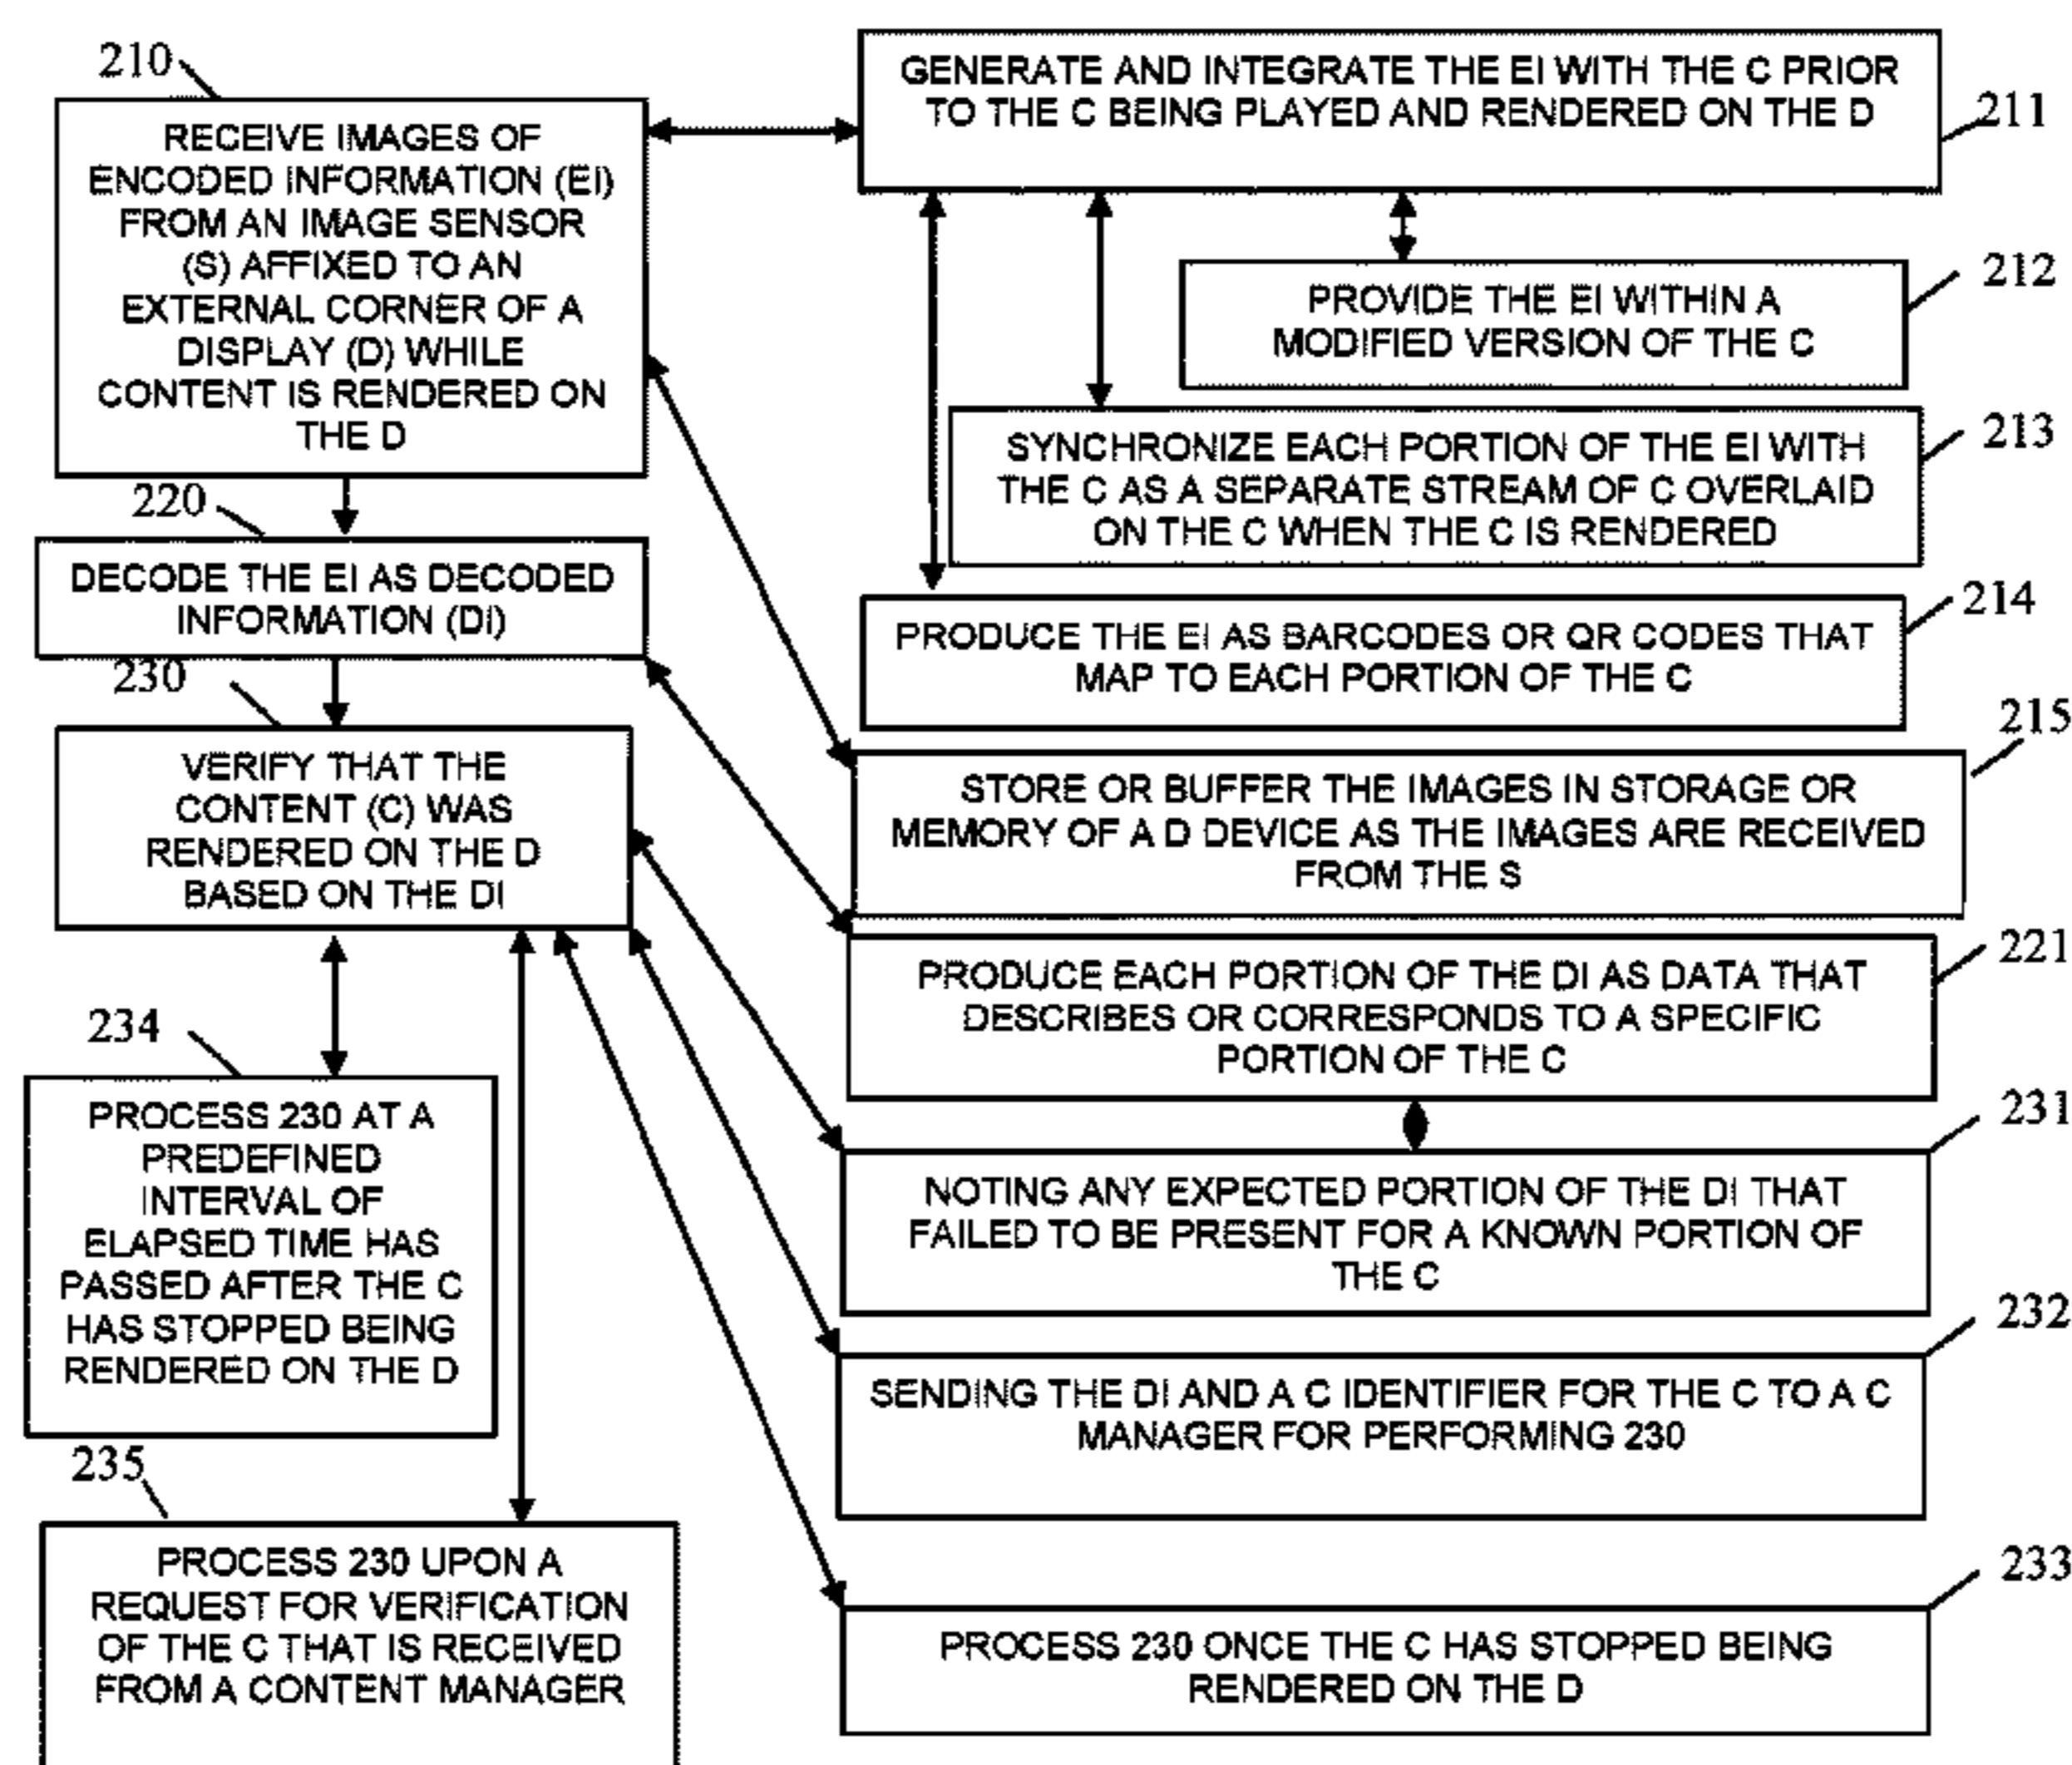 210
RECEIVE IMAGES OF
ENCODED INFORMATION (EI)
FROM AN IMAGE SENSOR
(S) AFFIXED TO AN
EXTERNAL CORNER OF A
DISPLAY (D) WHILE
CONTENT IS RENDERED ON
THE D
GENERATE AND INTEGRATE THE EI WITH THE C PRIOR
TO THE C BEING PLAYED AND RENDERED ON THE D
211
PROVIDE THE EI WITHIN A
MODIFIED VERSION OF THE C
212
SYNCHRONIZE EACH PORTION OF THE EI WITH
THE C AS A SEPARATE STREAM OF C OVERLAID
ON THE C WHEN THE C IS RENDERED
213
220
DECODE THE EI AS DECODED
INFORMATION (DI)
PRODUCE THE EI AS BARCODES OR QR CODES THAT
MAP TO EACH PORTION OF THE C
214
230
VERIFY THAT THE
CONTENT (C) WAS
RENDERED ON THE D
BASED ON THE DI
STORE OR BUFFER THE IMAGES IN STORAGE OR
MEMORY OF A D DEVICE AS THE IMAGES ARE RECEIVED
FROM THE S
215
PRODUCE EACH PORTION OF THE DI AS DATA THAT
DESCRIBES OR CORRESPONDS TO A SPECIFIC
PORTION OF THE C
221
234
PROCESS 230 AT A
PREDEFINED
INTERVAL OF
ELAPSED TIME HAS
PASSED AFTER THE C
HAS STOPPED BEING
RENDERED ON THE D
NOTING ANY EXPECTED PORTION OF THE DI THAT
FAILED TO BE PRESENT FOR A KNOWN PORTION OF
THE C
231
SENDING THE DI AND A C IDENTIFIER FOR THE C TO A C
MANAGER FOR PERFORMING 230
232
235
PROCESS 230 UPON A
REQUEST FOR VERIFICATION
OF THE C THAT IS RECEIVED
FROM A CONTENT MANAGER
PROCESS 230 ONCE THE C HAS STOPPED BEING
RENDERED ON THE D
233